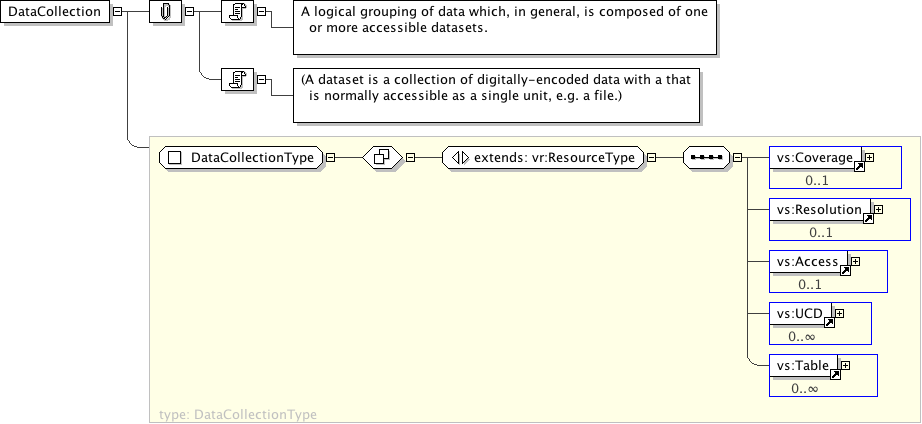 DataCollection
A logical grouping of data which, in general, is composed of one
or more accessible datasets.
(A dataset is a collection of digitally-encoded data with a that
is normally accessible as a single unit, e.g. a file.)
DataCollectionType
extends: vr:ResourceType
vs:Coverage
0..1
vs:Resolution
0..1
vs:Access
0..1
vs:UCD
0..∞
vs:Table
0..∞
type: DataCollectionType